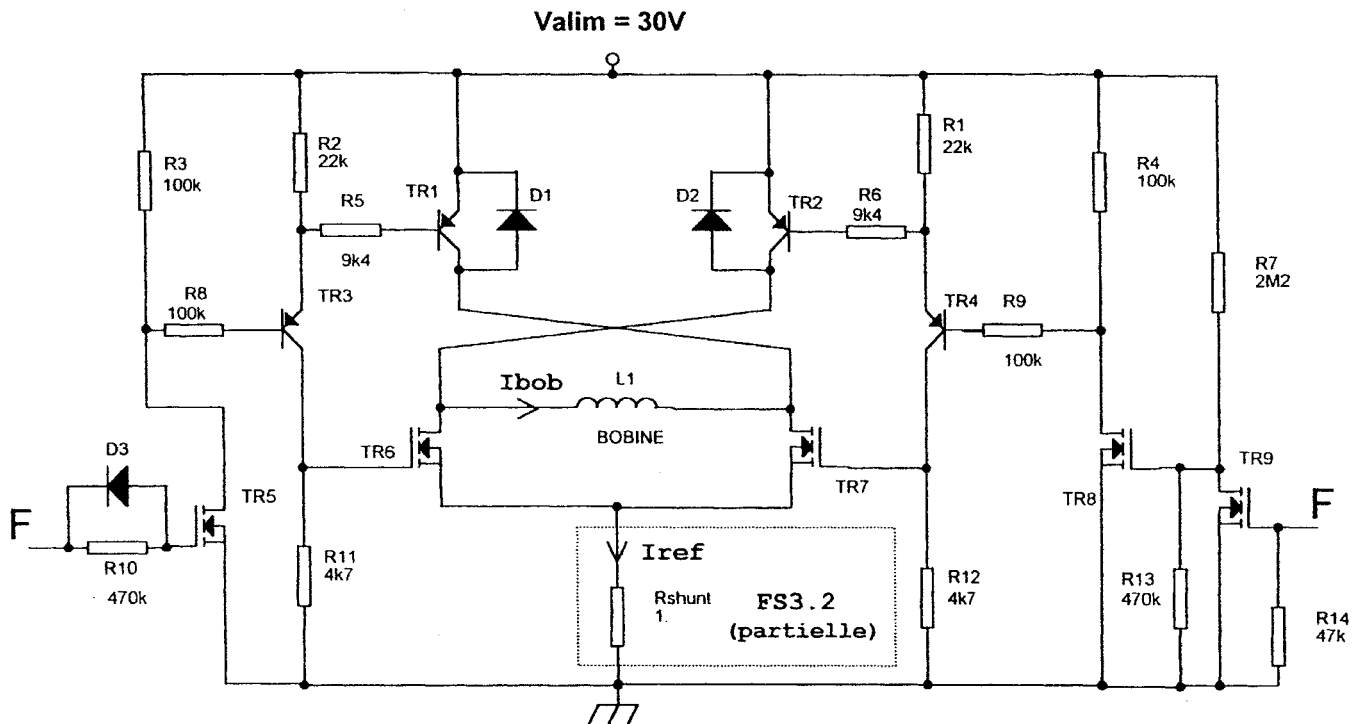 Valim = 30V
R3
100k
R2
22k
R5
9k4
TR1
D1
D2
TR2
R6
9k4
R1
22k
R4
100k
R7
2M2
R8
100k
TR3
TR4
R9
100k
Ibob
L1
BOBINE
TR6
TR7
D3
F
R10
470k
TR5
R11
4k7
Iref
Rshunt
1.
FS3.2
(partielle)
R12
4k7
TR8
R13
470k
TR9
F
R14
47k